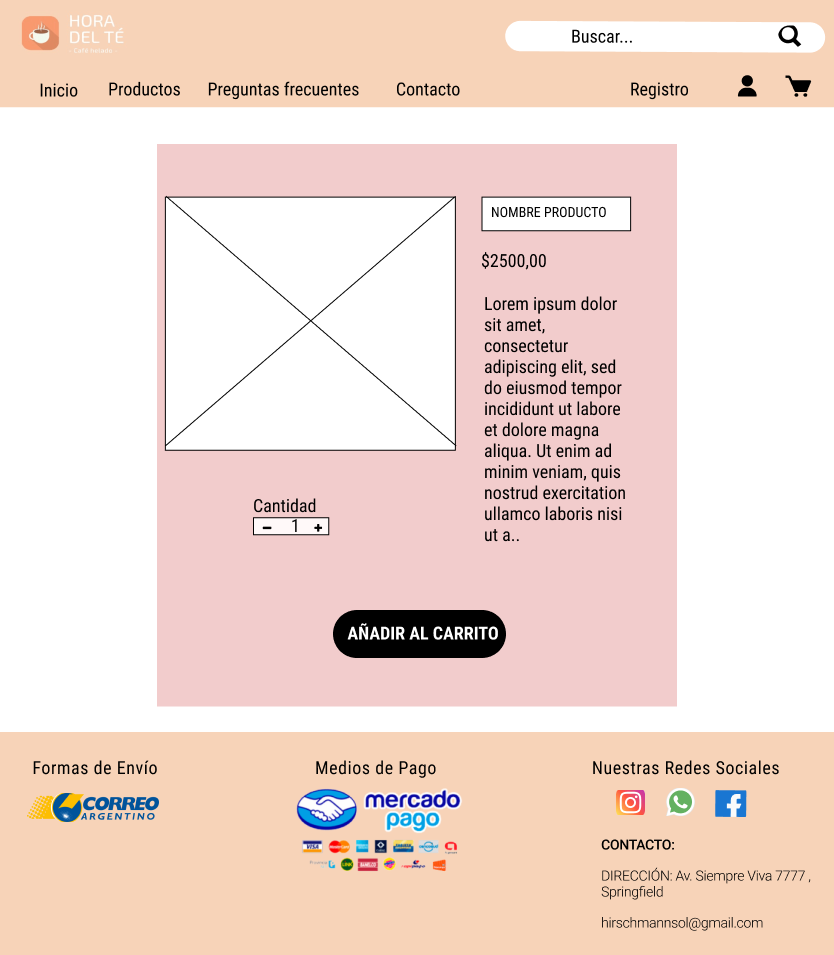 HORA
DEL TÉ
Café helado
Buscar...
Inicio
Productos
Preguntas frecuentes
Contacto
Registro
NOMBRE PRODUCTO
$2500,00
Lorem ipsum dolor
sit amet,
consectetur
adipiscing elit, sed
do eiusmod tempor
incididunt ut labore
et dolore magna
aliqua. Ut enim ad
minim veniam, quis
nostrud exercitation
ullamco laboris nisi
ut a..
Cantidad
- 1 +
AÑADIR AL CARRITO
Formas de Envío
CORREO
ARGENTINO
Medios de Pago
mercado
pago
VISA
Nuestras Redes Sociales
CONTACTO:
DIRECCIÓN: Av. Siempre Viva 7777 ,
Springfield
hirschmannsol@gmail.com